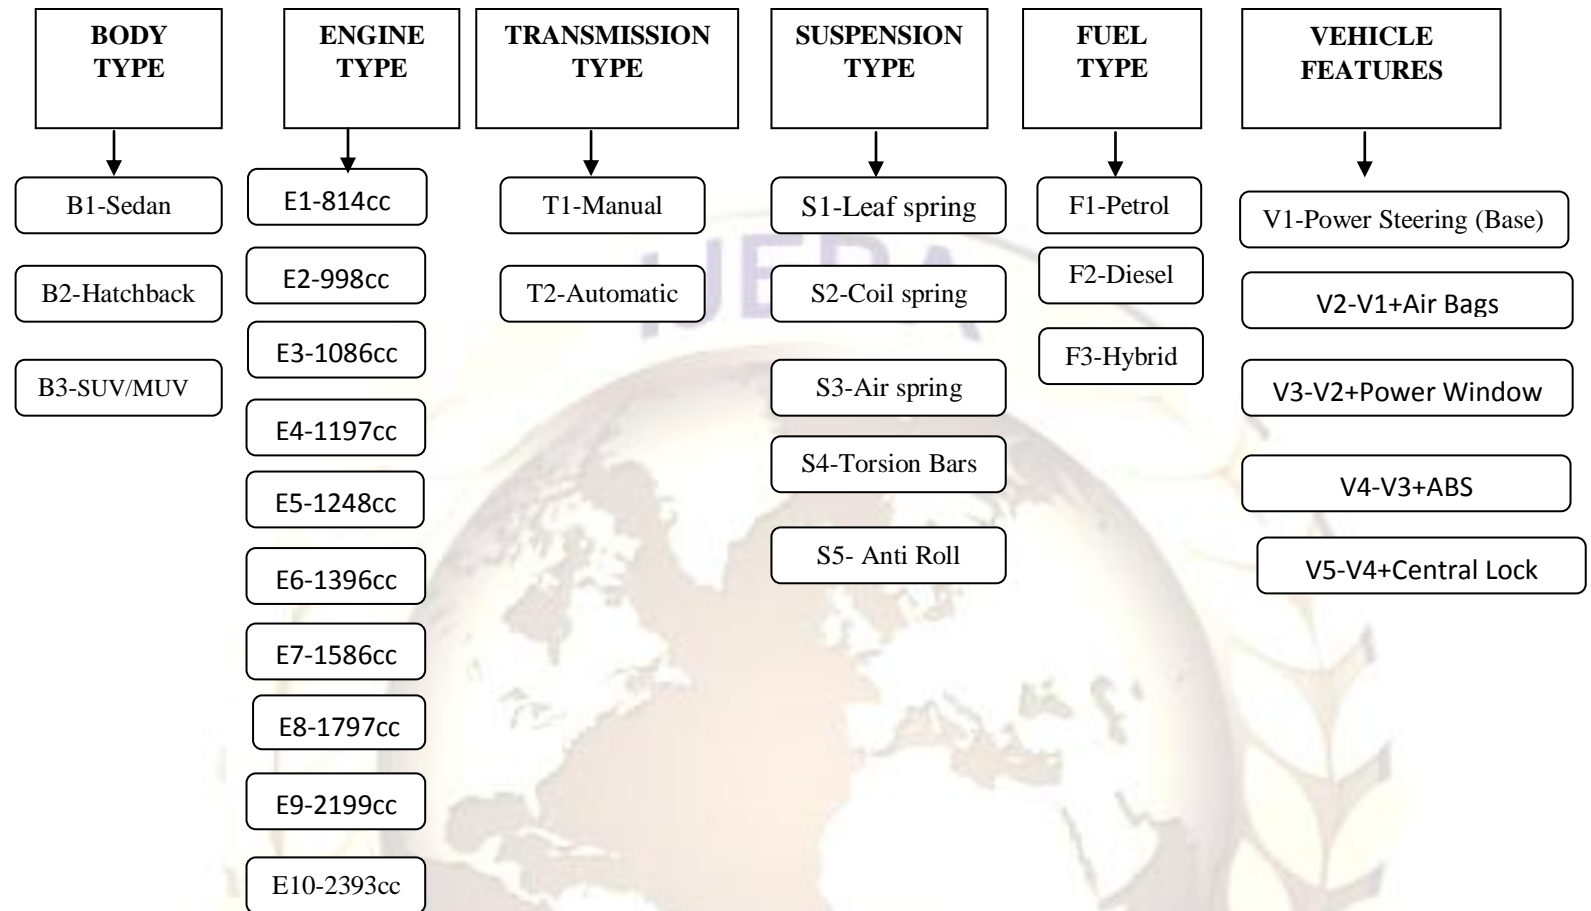 BODY
TYPE
ENGINE
TYPE
TRANSMISSION
TYPE
SUSPENSION
TYPE
FUEL
TYPE
VEHICLE
FEATURES
B1-Sedan
B2-Hatchback
B3-SUV/MUV
E1-814cc
E2-998cc
E3-1086cc
E4-1197cc
E5-1248cc
E6-1396cc
E7-1586cc
E8-1797cc
E9-2199cc
E10-2393cc
T1-Manual
T2-Automatic
S1-Leaf spring
S2-Coil spring
S3-Air spring
S4-Torsion Bars
S5- Anti Roll
F1-Petrol
F2-Diesel
F3-Hybrid
V1-Power Steering (Base)
V2-V1+Air Bags
V3-V2+Power Window
V4-V3+ABS
V5-V4+Central Lock
IJERA